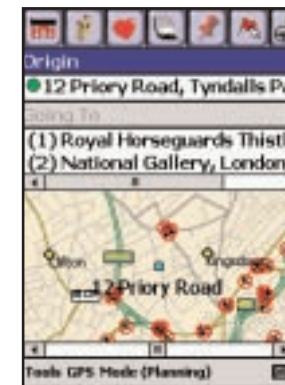 Origin
12 Priory Road, Tyndalls Pa
Going To
(1) Royal Horseguards Thistl
(2) National Gallery, London
12 Priory Road
Tools GPS Mode (Planning)